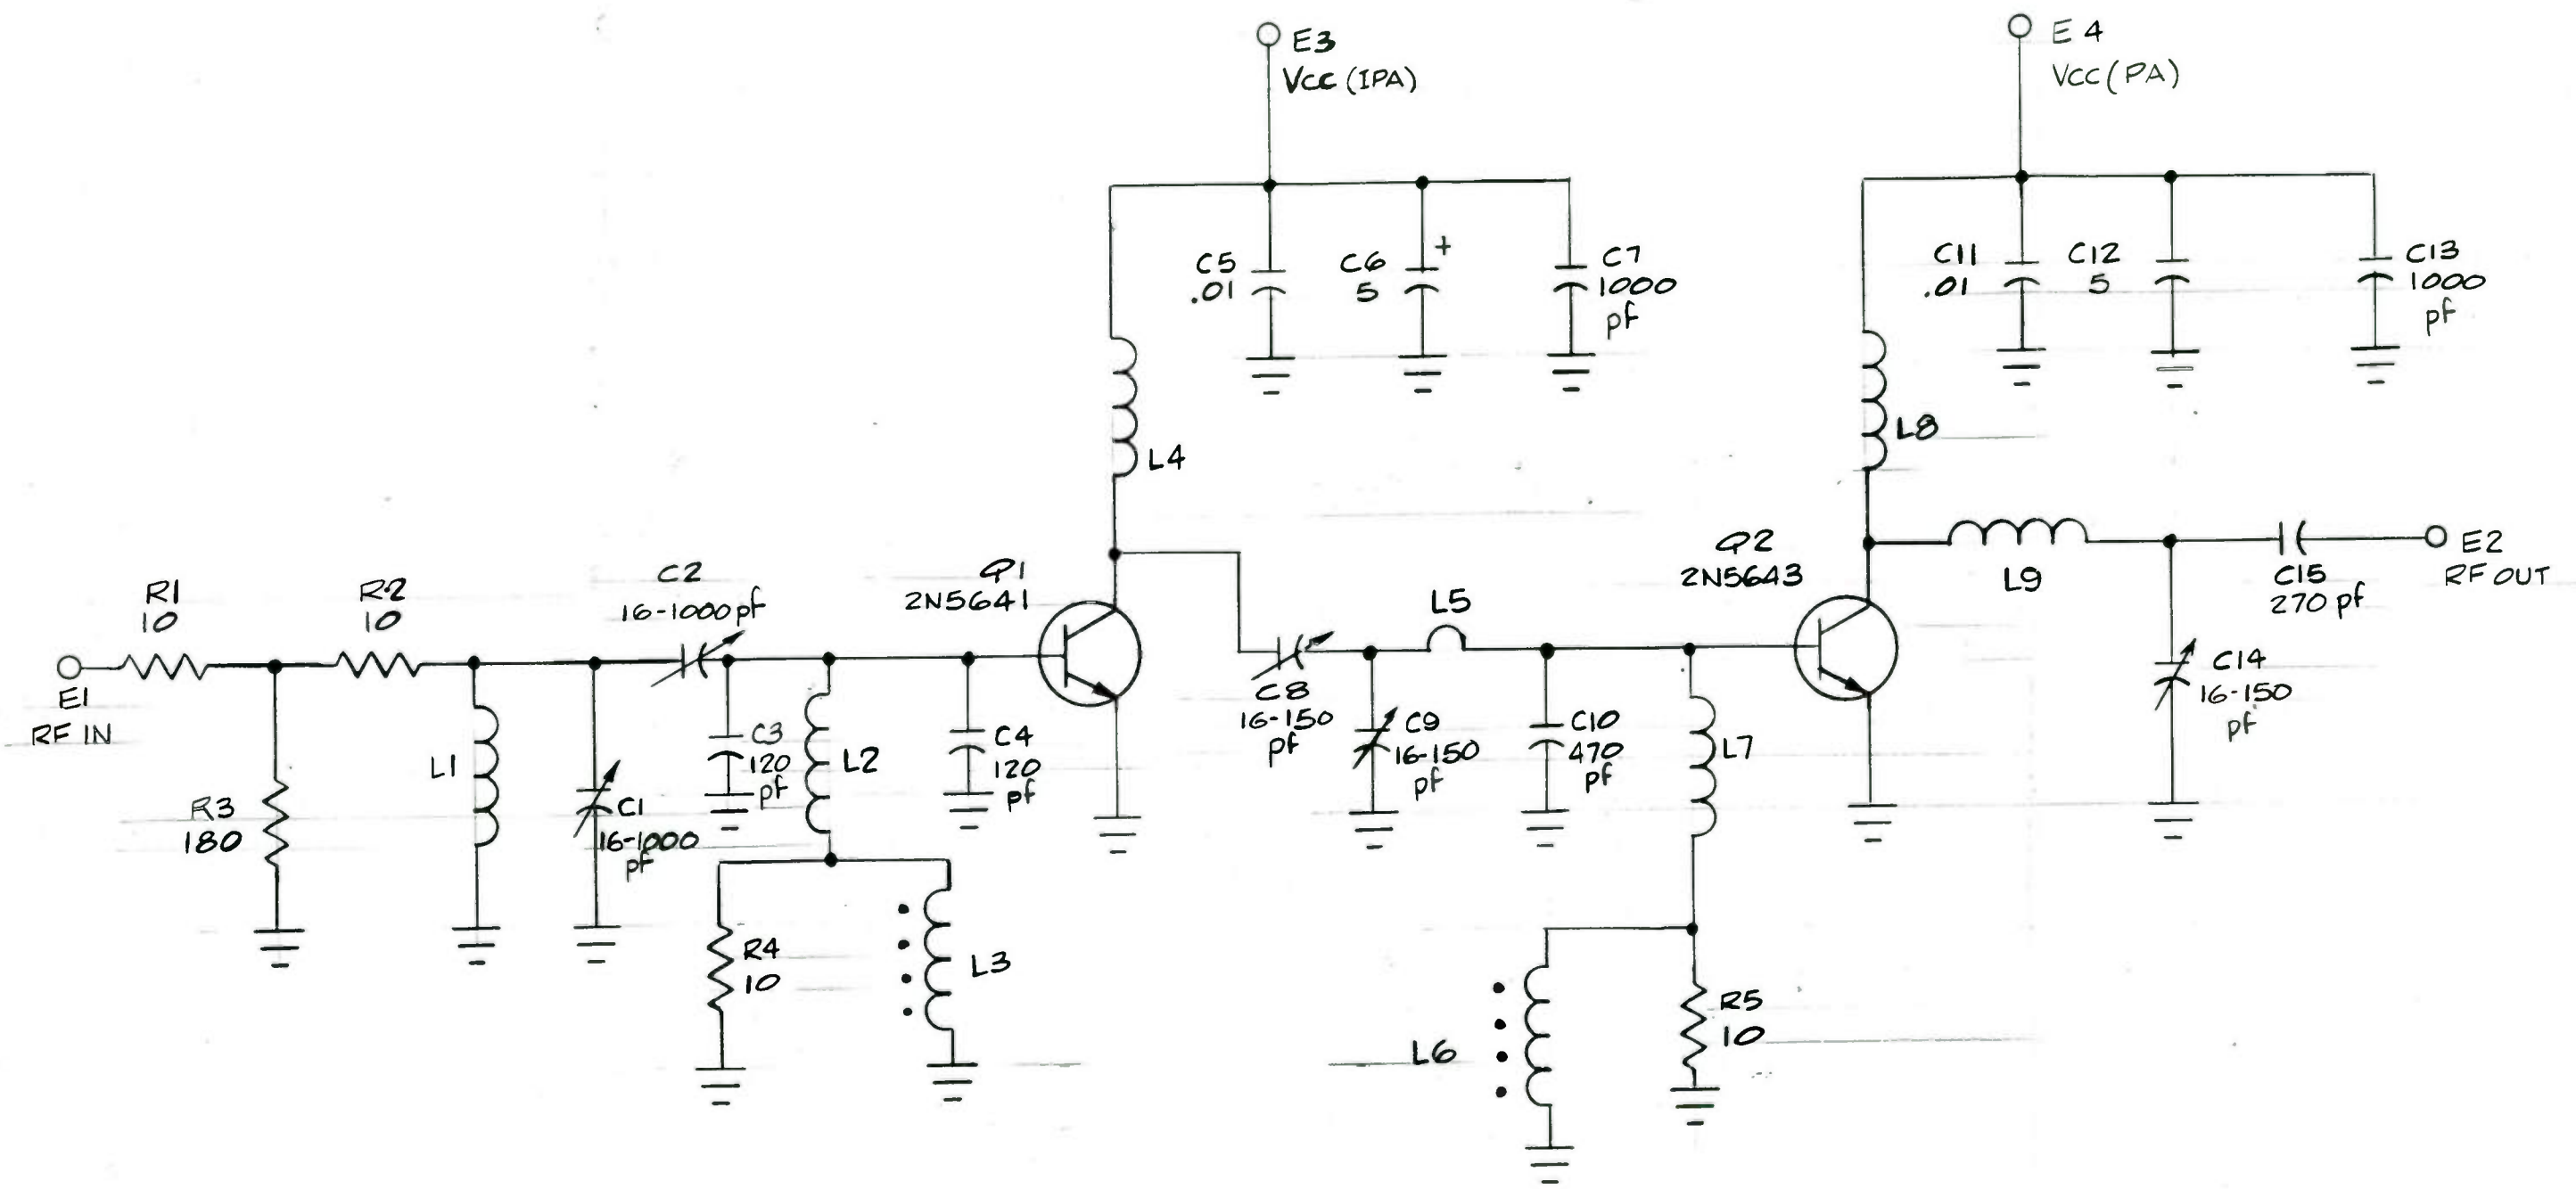 E3
Vcc (IPA)
E4
Vcc (PA)
C5
.01
C6
5
+
C7
1000
pf
C11
.01
C12
5
C13
1000
pf
L4
L8
R1
10
R2
10
C2
16-1000 pf
Q1
2N5641
L5
Q2
2N5643
L9
C15
270 pf
E2
RF OUT
E1
RF IN
R3
180
L1
C1
16-1000
pf
C3
120
pf
L2
C4
120
pf
C8
16-150
pf
C9
16-150
pf
C10
470
pf
L7
C14
16-150
pf
R4
10
L3
L6
R5
10